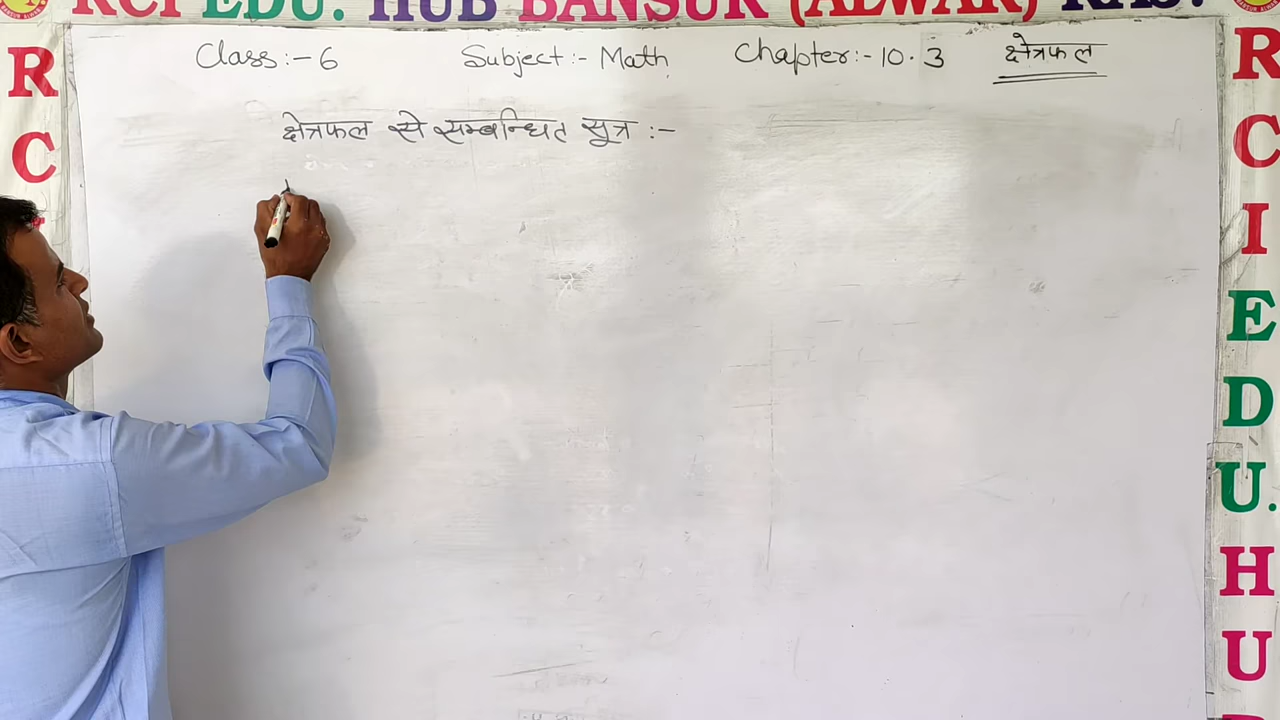 RCI EDU. HUB BANSUR (ALWAR) RAJ.
Class:- 6 Subject:- Math Chapter:- 10.3 क्षेत्रफल
क्षेत्रफल से सम्बन्धित सूत्र :-
R
C
R
C
I
E
D
U.
H
U